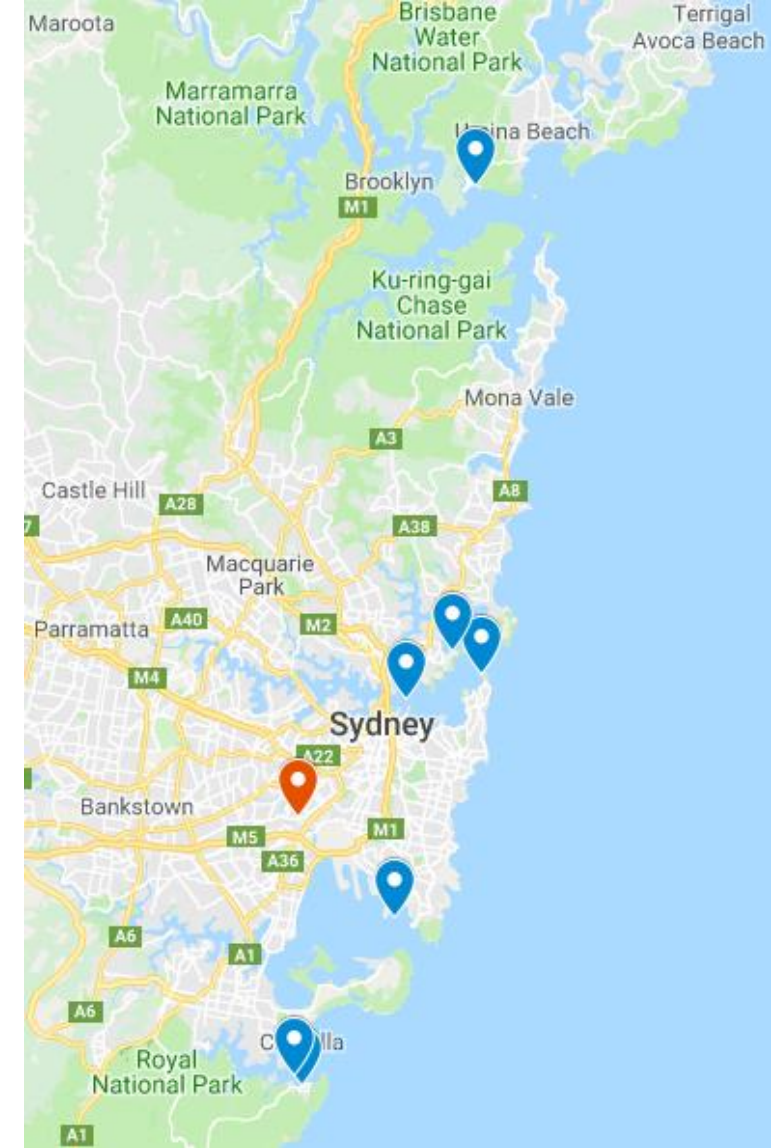 Maroota
Brisbane
Water
National Park
Terrigal
Avoca Beach
Marramarra
National Park
Beach
Brooklyn
M1
Ku-ring-gai
Chase
National Park
Mona Vale
A3
Castle Hill
A28
A8
7
A38
Macquarie
Park
Parramatta
A40
M2
M4
Sydney
A22
Bankstown
M5
M1
A36
A6
A1
A6
Royal
National Park
A1